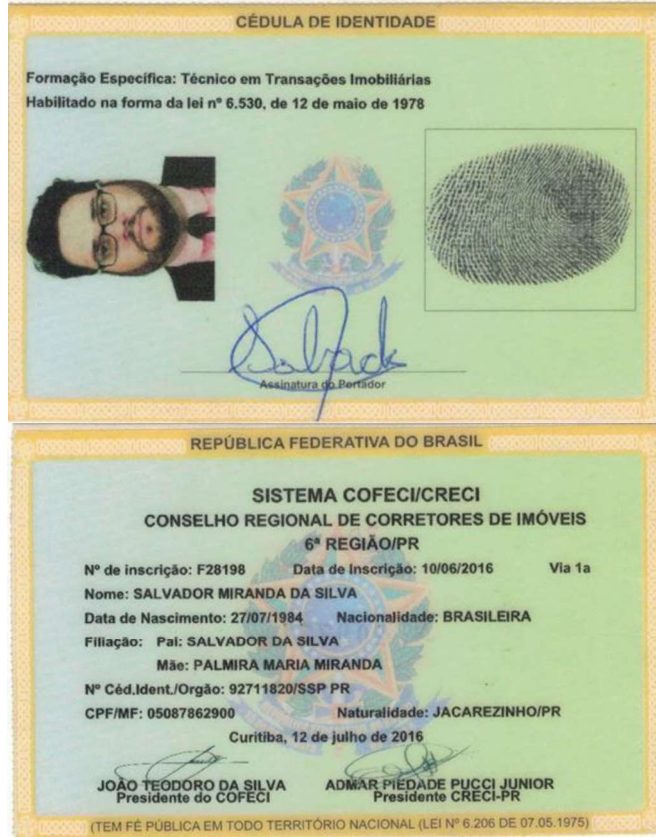 CÉDULA DE IDENTIDADE
Formação Específica: Técnico em Transações Imobiliárias
Habilitado na forma da lei nº 6.530, de 12 de maio de 1978
Salvador
Assinatura do Portador
REPÚBLICA FEDERATIVA DO BRASIL
SISTEMA COFECI/CRECI
CONSELHO REGIONAL DE CORRETORES DE IMÓVEIS
6ª REGIÃO/PR
Nº de inscrição: F28198 Data de Inscrição: 10/06/2016 Via 1a
Nome: SALVADOR MIRANDA DA SILVA
Data de Nascimento: 27/07/1984 Nacionalidade: BRASILEIRA
Filiação: Pai: SALVADOR DA SILVA
Mãe: PALMIRA MARIA MIRANDA
Nº Céd.Ident./Orgão: 92711820/SSP PR
CPF/MF: 05087862900 Naturalidade: JACAREZINHO/PR
Curitiba, 12 de julho de 2016
JOÃO TEODORO DA SILVA ADMAR PIEDADE PUCCI JUNIOR
Presidente do COFECI Presidente CRECI-PR
(TEM FÉ PÚBLICA EM TODO TERRITÓRIO NACIONAL (LEI Nº 6.206 DE 07.05.1975)